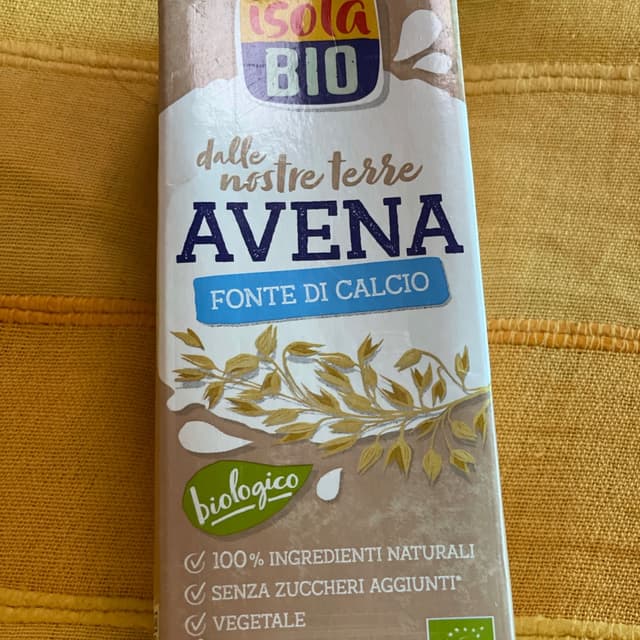 isola
BIO
dalle
nostre terre
AVENA
FONTE DI CALCIO
biologico
100% INGREDIENTI NATURALI
SENZA ZUCCHERI AGGIUNTI*
VEGETALE